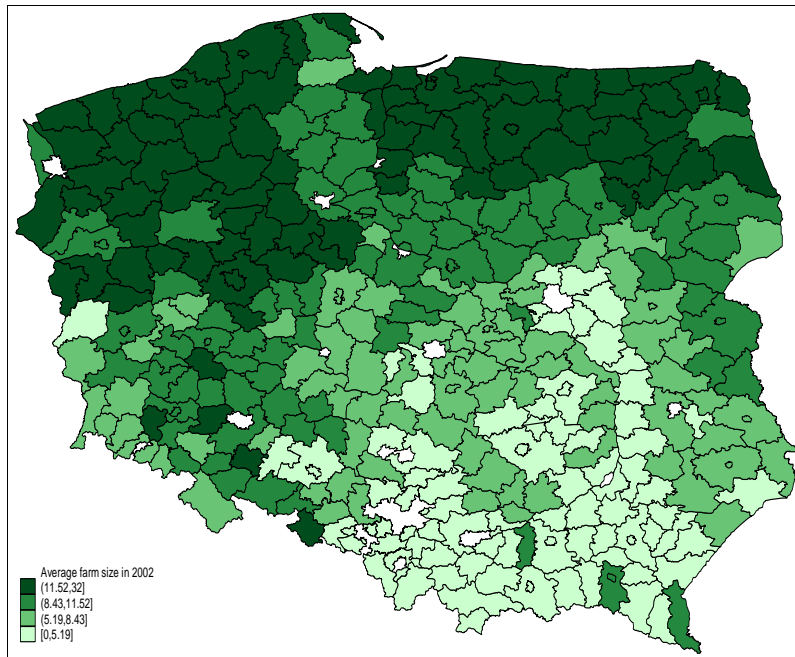 Average farm size in 2002
(11.52,32]
(8.43,11.52]
(5.19,8.43]
[0,5.19]